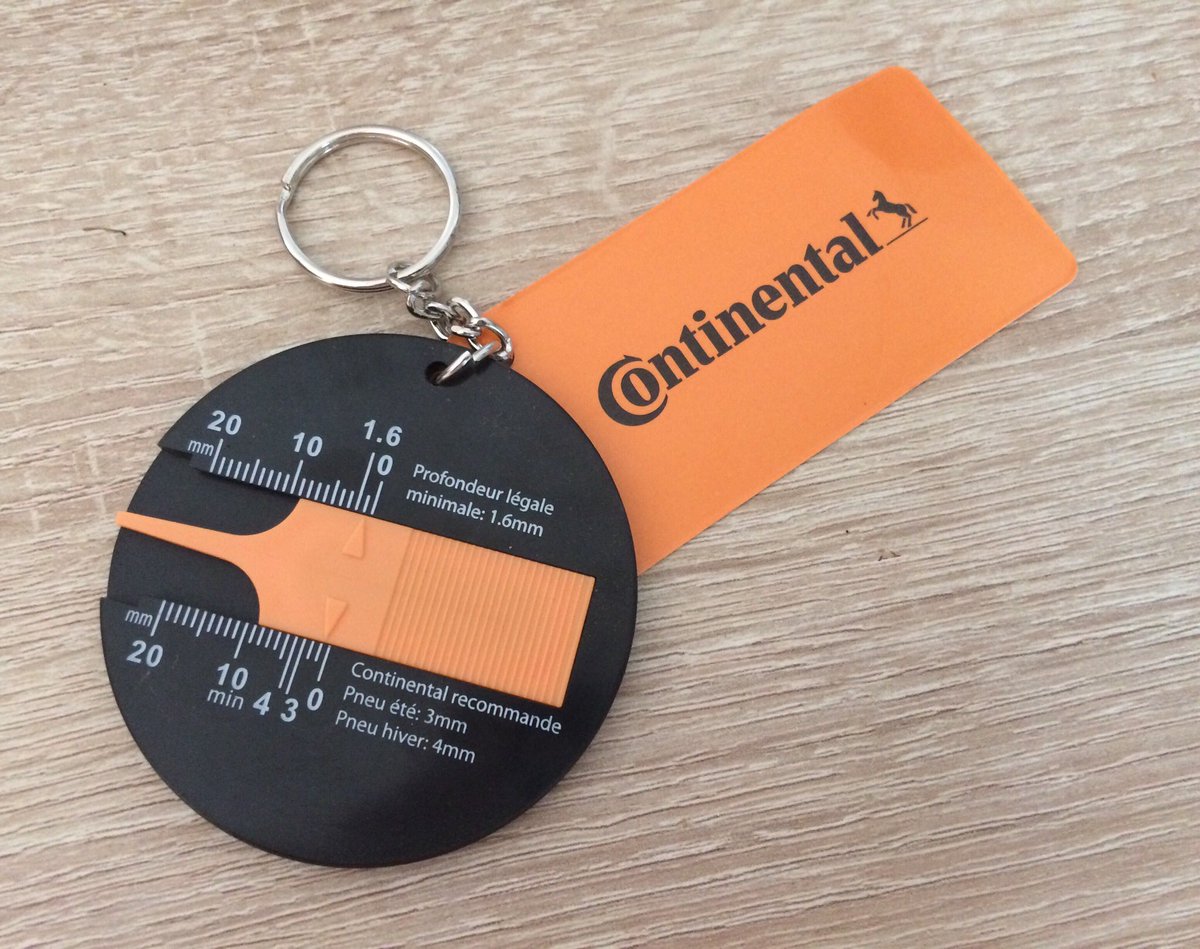 Continental
20 10 1.6
mm 0
Profondeur légale
minimale: 1.6mm
mm
20 10 4 3 0
min
Continental recommande
Pneu été: 3mm
Pneu hiver: 4mm